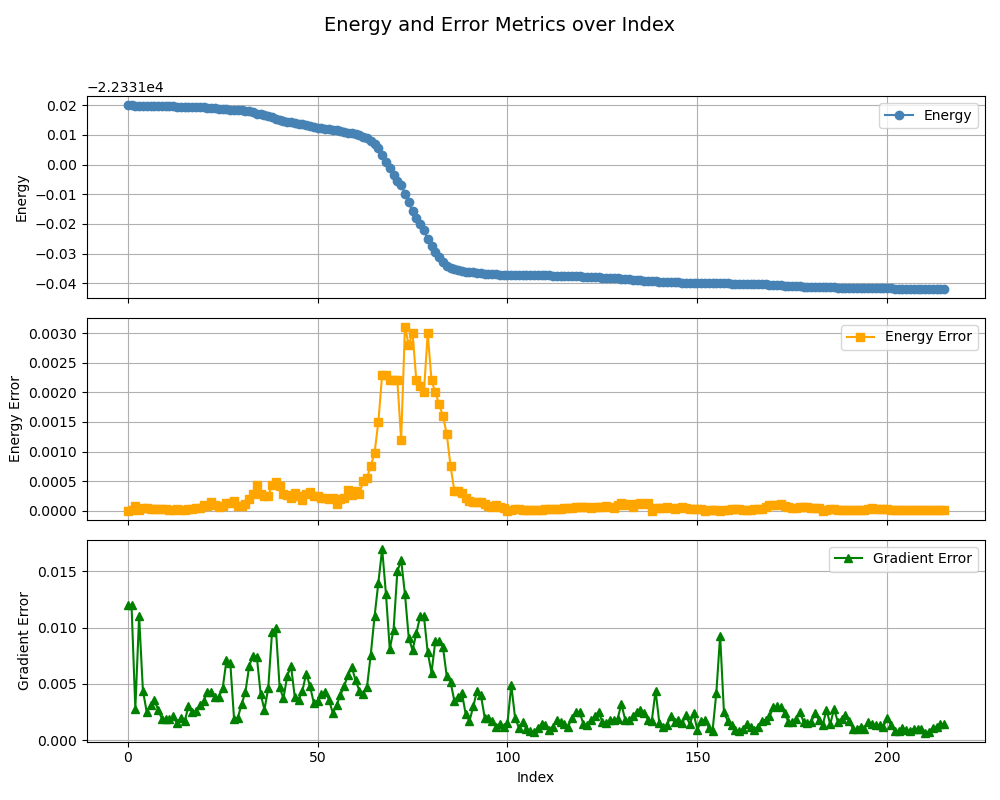 Energy and Error Metrics over Index
−2.2331e4
0.02
0.01
0.00
−0.01
−0.02
−0.03
−0.04
Energy
Energy
0.0030
0.0025
0.0020
0.0015
0.0010
0.0005
0.0000
Energy Error
Energy Error
0.015
0.010
0.005
0.000
Gradient Error
Gradient Error
0
50
100
150
200
Index